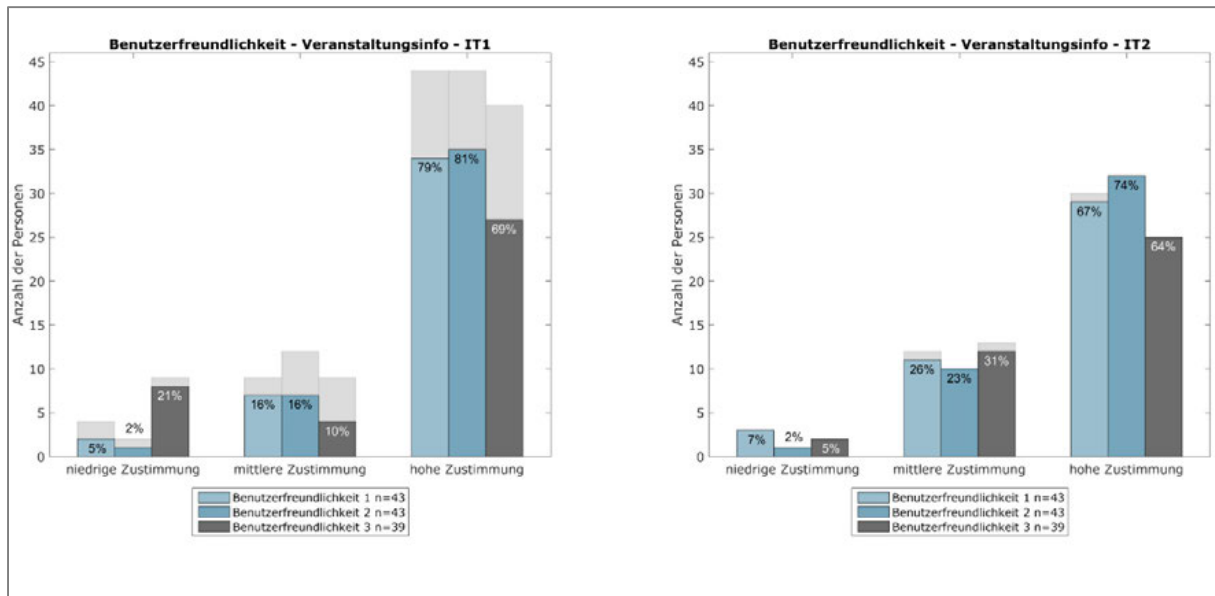 Benutzerfreundlichkeit - Veranstaltungsinfo - IT1
45
40
35
30
25
20
15
10
5
0
Anzahl der Personen
5%
2%
21%
16%
16%
10%
79%
81%
69%
niedrige Zustimmung
mittlere Zustimmung
hohe Zustimmung
Benutzerfreundlichkeit 1 n=43
Benutzerfreundlichkeit 2 n=43
Benutzerfreundlichkeit 3 n=39
Benutzerfreundlichkeit - Veranstaltungsinfo - IT2
45
40
35
30
25
20
15
10
5
0
Anzahl der Personen
7%
2%
5%
26%
23%
31%
67%
74%
64%
niedrige Zustimmung
mittlere Zustimmung
hohe Zustimmung
Benutzerfreundlichkeit 1 n=43
Benutzerfreundlichkeit 2 n=43
Benutzerfreundlichkeit 3 n=39